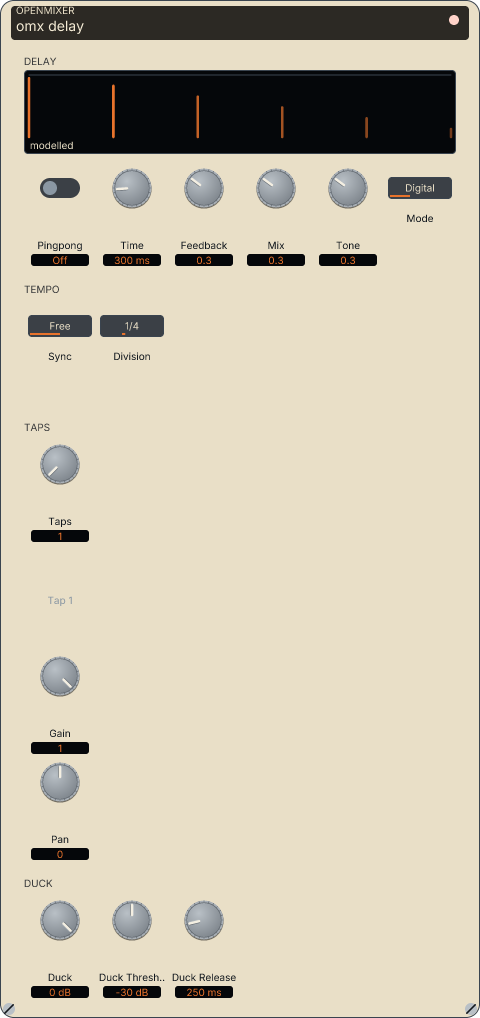 OPENMIXER
omx delay
DELAY
modelled
Digital
Mode
Pingpong Time Feedback Mix Tone
Off 300 ms 0.3 0.3 0.3
TEMPO
Free 1/4
Sync Division
TAPS
Taps
1
Tap 1
Gain
1
Pan
0
DUCK
Duck Duck Thresh.. Duck Release
0 dB -30 dB 250 ms